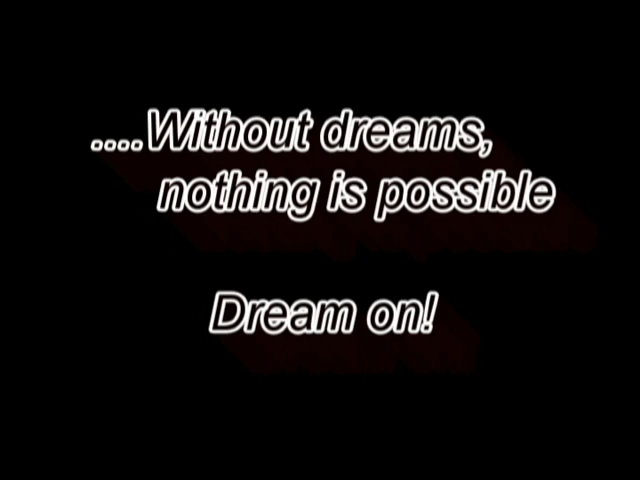 ....Without dreams,
nothing is possible
Dream on!